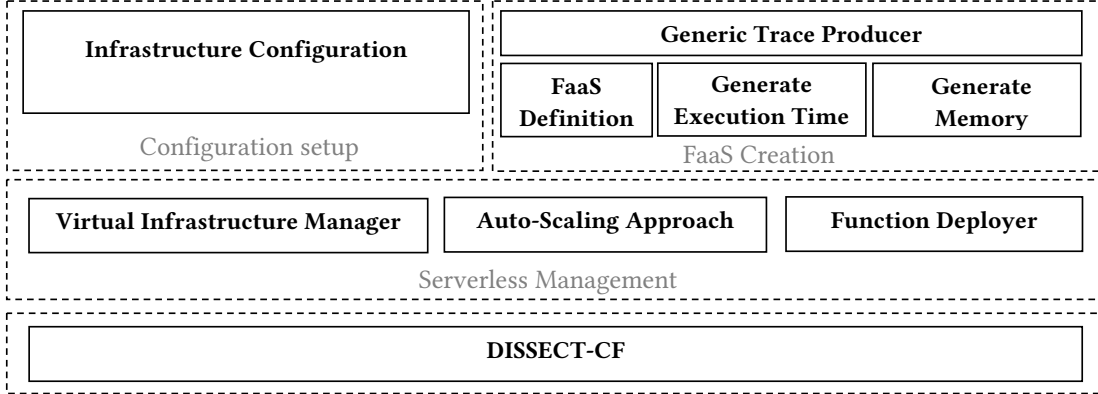 Infrastructure Configuration
Configuration setup
Generic Trace Producer
FaaS
Definition
Generate
Execution Time
Generate
Memory
FaaS Creation
Virtual Infrastructure Manager
Auto-Scaling Approach
Function Deployer
Serverless Management
DISSECT-CF